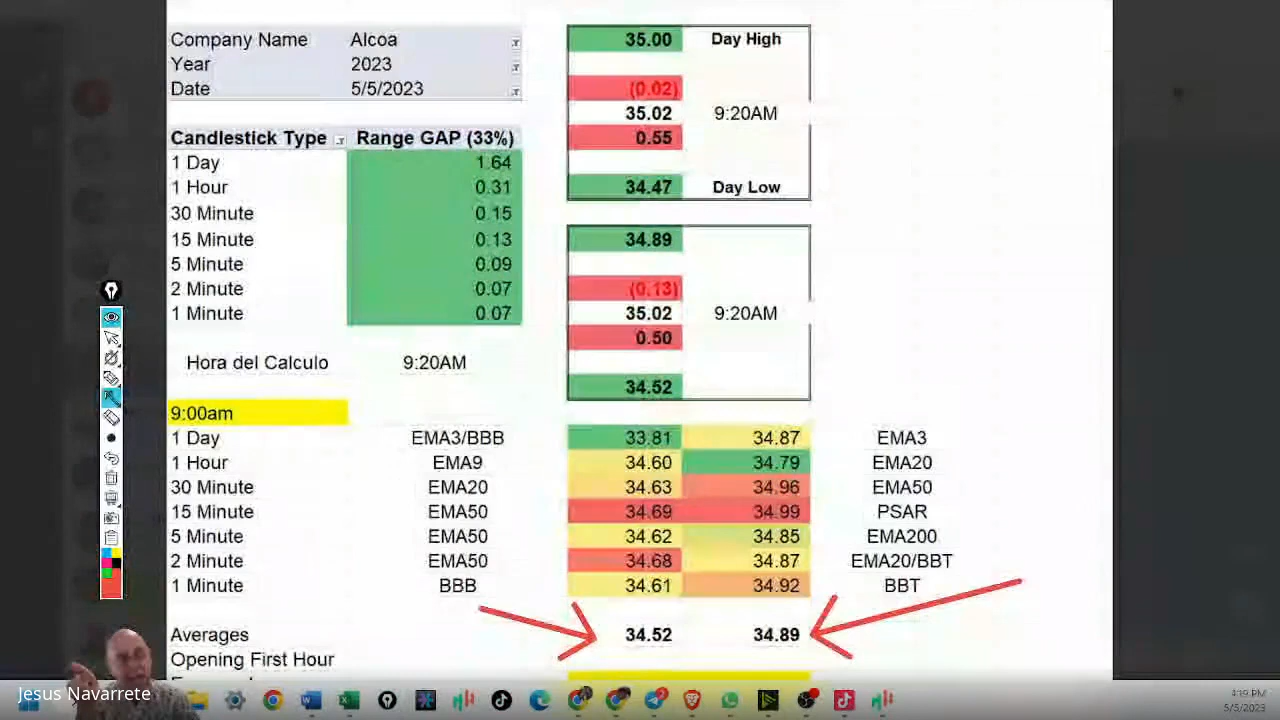 Company Name Alcoa
Year 2023
Date 5/5/2023
Candlestick Type Range GAP (33%)
1 Day 1.64
1 Hour 0.31
30 Minute 0.15
15 Minute 0.13
5 Minute 0.09
2 Minute 0.07
1 Minute 0.07
Hora del Calculo 9:20AM
35.00 Day High
(0.02)
35.02 9:20AM
0.55
34.47 Day Low
34.89
(0.13)
35.02 9:20AM
0.50
34.52
9:00am
1 Day EMA3/BBB 33.81 34.87 EMA3
1 Hour EMA9 34.60 34.79 EMA20
30 Minute EMA20 34.63 34.96 EMA50
15 Minute EMA50 34.69 34.99 PSAR
5 Minute EMA50 34.62 34.85 EMA200
2 Minute EMA50 34.68 34.87 EMA20/BBT
1 Minute BBB 34.61 34.92 BBT
Averages 34.52 34.89
Opening First Hour
Jesus Navarrete
4:19 PM
5/5/2023